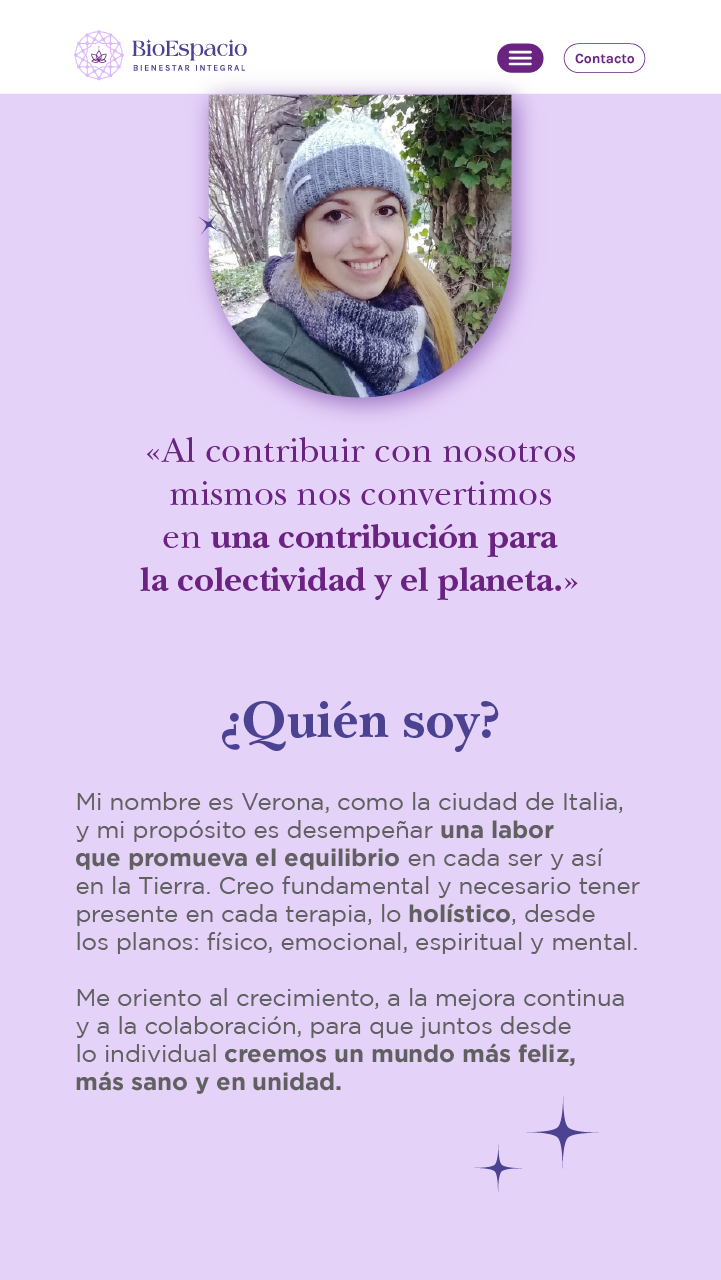 BioEspacio
BIENESTAR INTEGRAL
Contacto
«Al contribuir con nosotros
mismos nos convertimos
en una contribución para
la colectividad y el planeta.»
¿Quién soy?
Mi nombre es Verona, como la ciudad de Italia,
y mi propósito es desempeñar una labor
que promueva el equilibrio en cada ser y así
en la Tierra. Creo fundamental y necesario tener
presente en cada terapia, lo holístico, desde
los planos: físico, emocional, espiritual y mental.
Me oriento al crecimiento, a la mejora continua
y a la colaboración, para que juntos desde
lo individual creemos un mundo más feliz,
más sano y en unidad.